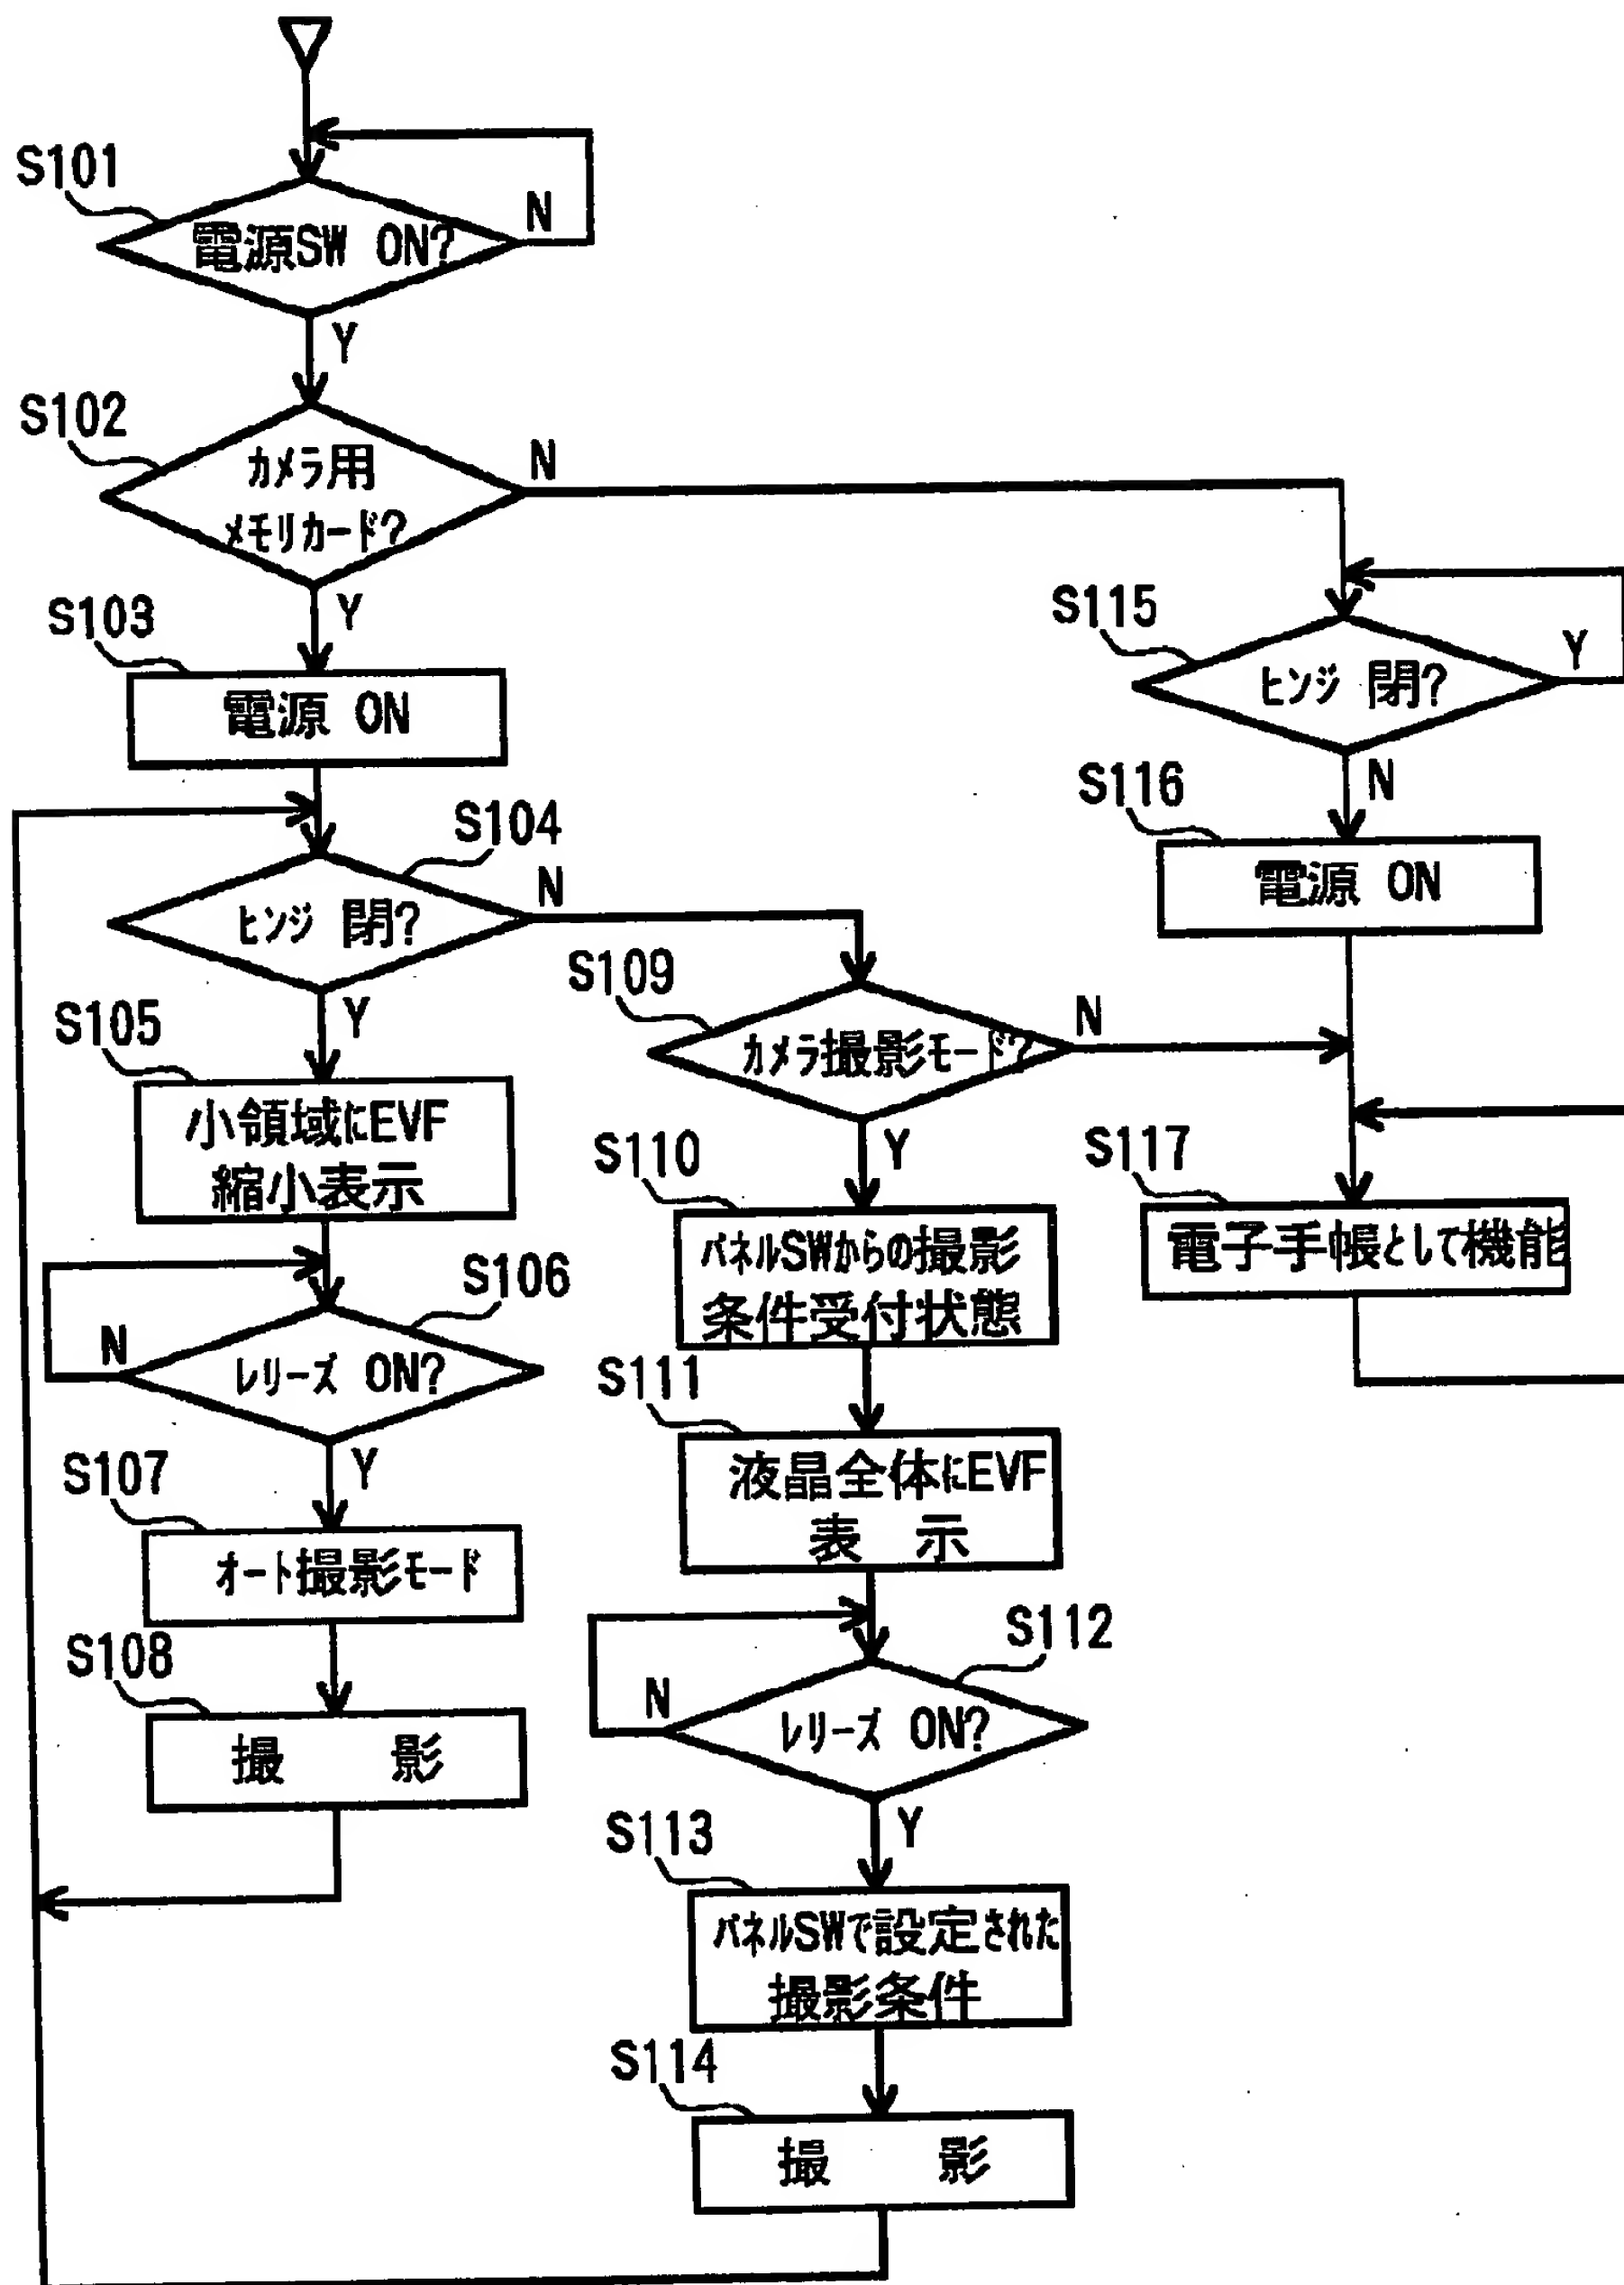 S101
電源SW ON?
N
Y
S102
カメラ用
メモリカード?
N
Y
S103
電源 ON
S104
ヒンジ 閉?
N
Y
S105
小領域にEVF
縮小表示
S106
レリーズ ON?
N
Y
S107
オート撮影モード
S108
撮 影
S109
カメラ撮影モード?
N
Y
S110
パネルSWからの撮影
条件受付状態
S111
液晶全体にEVF
表 示
S112
レリーズ ON?
N
Y
S113
パネルSWで設定された
撮影条件
S114
撮 影
S115
ヒンジ 閉?
Y
N
S116
電源 ON
S117
電子手帳として機能